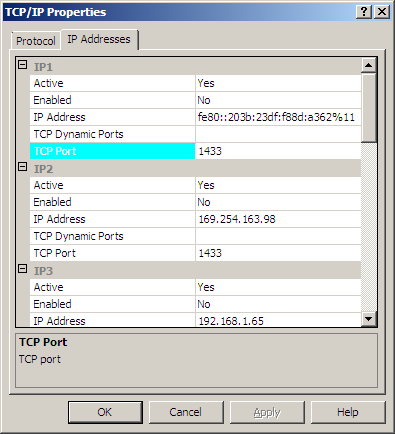 TCP/IP Properties
Protocol IP Addresses
IP1
Active Yes
Enabled No
IP Address fe80::203b:23df:f88d:a362%11
TCP Dynamic Ports
TCP Port 1433
IP2
Active Yes
Enabled No
IP Address 169.254.163.98
TCP Dynamic Ports
TCP Port 1433
IP3
Active Yes
Enabled No
IP Address 192.168.1.65
TCP Port
TCP port
OK Cancel Apply Help